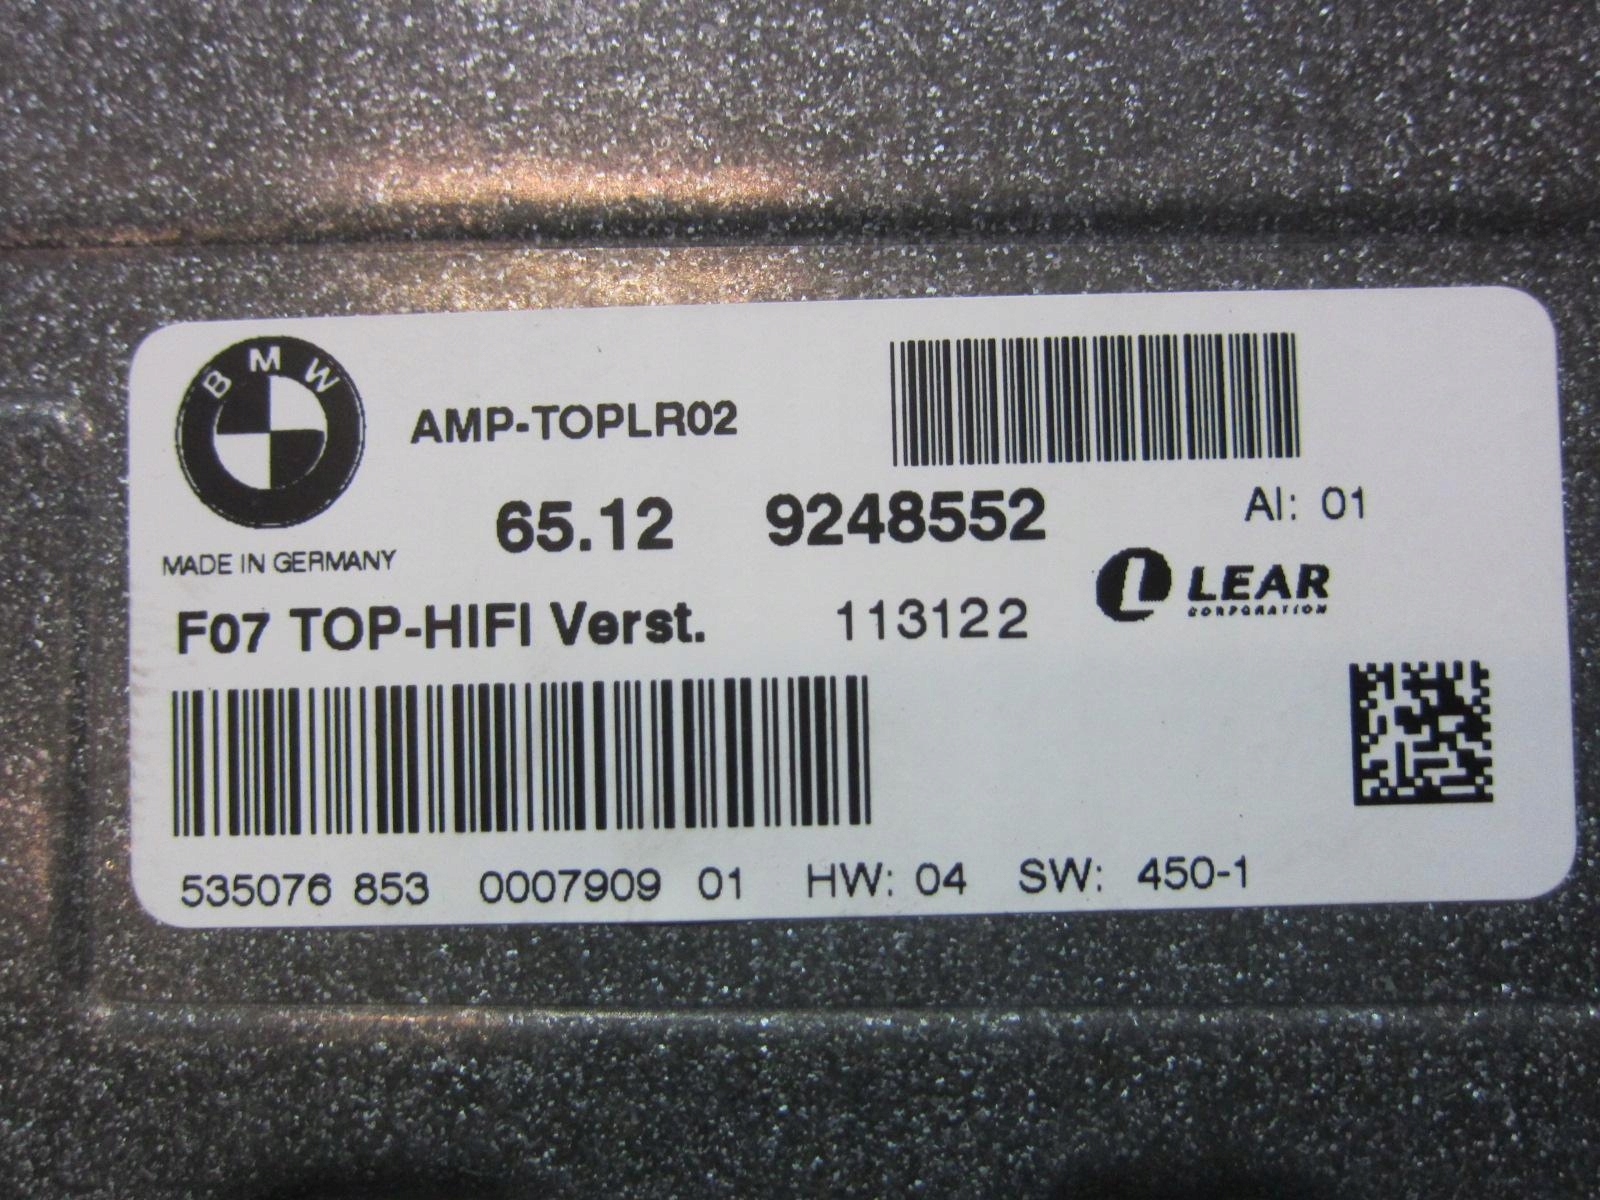 BMW
AMP-TOPLR02
65.12 9248552
AI: 01
MADE IN GERMANY
LEAR
CORPORATION
F07 TOP-HIFI Verst. 113122
535076 853 0007909 01 HW: 04 SW: 450-1